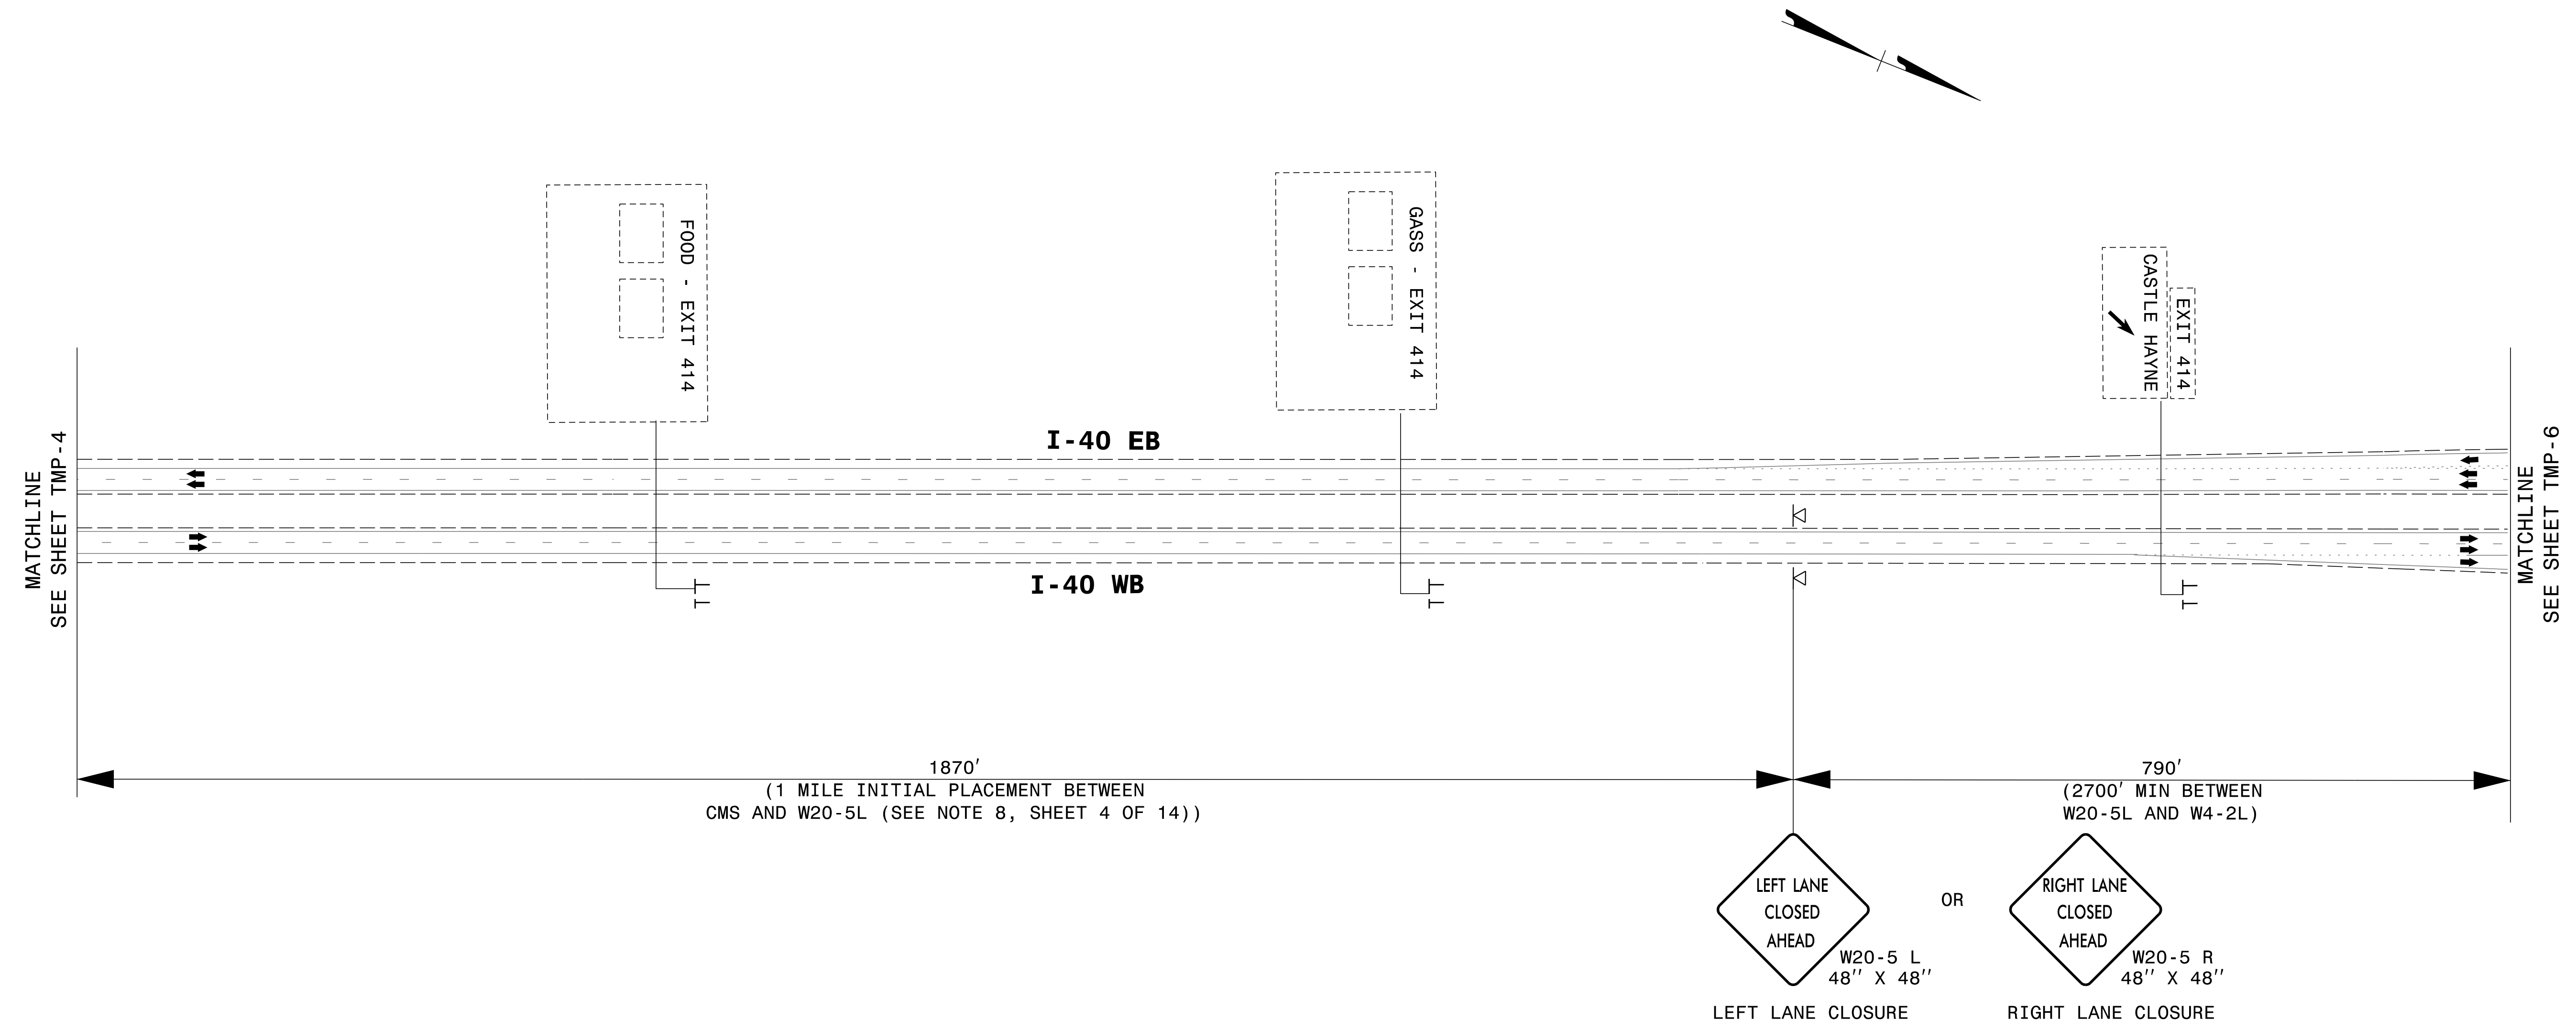 FOOD - EXIT 414
GASS - EXIT 414
EXIT 414
CASTLE HAYNE
MATCHLINE
SEE SHEET TMP-4
I-40 EB
I-40 WB
MATCHLINE
SEE SHEET TMP-6
1870'
(1 MILE INITIAL PLACEMENT BETWEEN
CMS AND W20-5L (SEE NOTE 8, SHEET 4 OF 14))
790'
(2700' MIN BETWEEN
W20-5L AND W4-2L)
LEFT LANE
CLOSED
AHEAD
W20-5 L
48'' X 48''
LEFT LANE CLOSURE
OR
RIGHT LANE
CLOSED
AHEAD
W20-5 R
48'' X 48''
RIGHT LANE CLOSURE